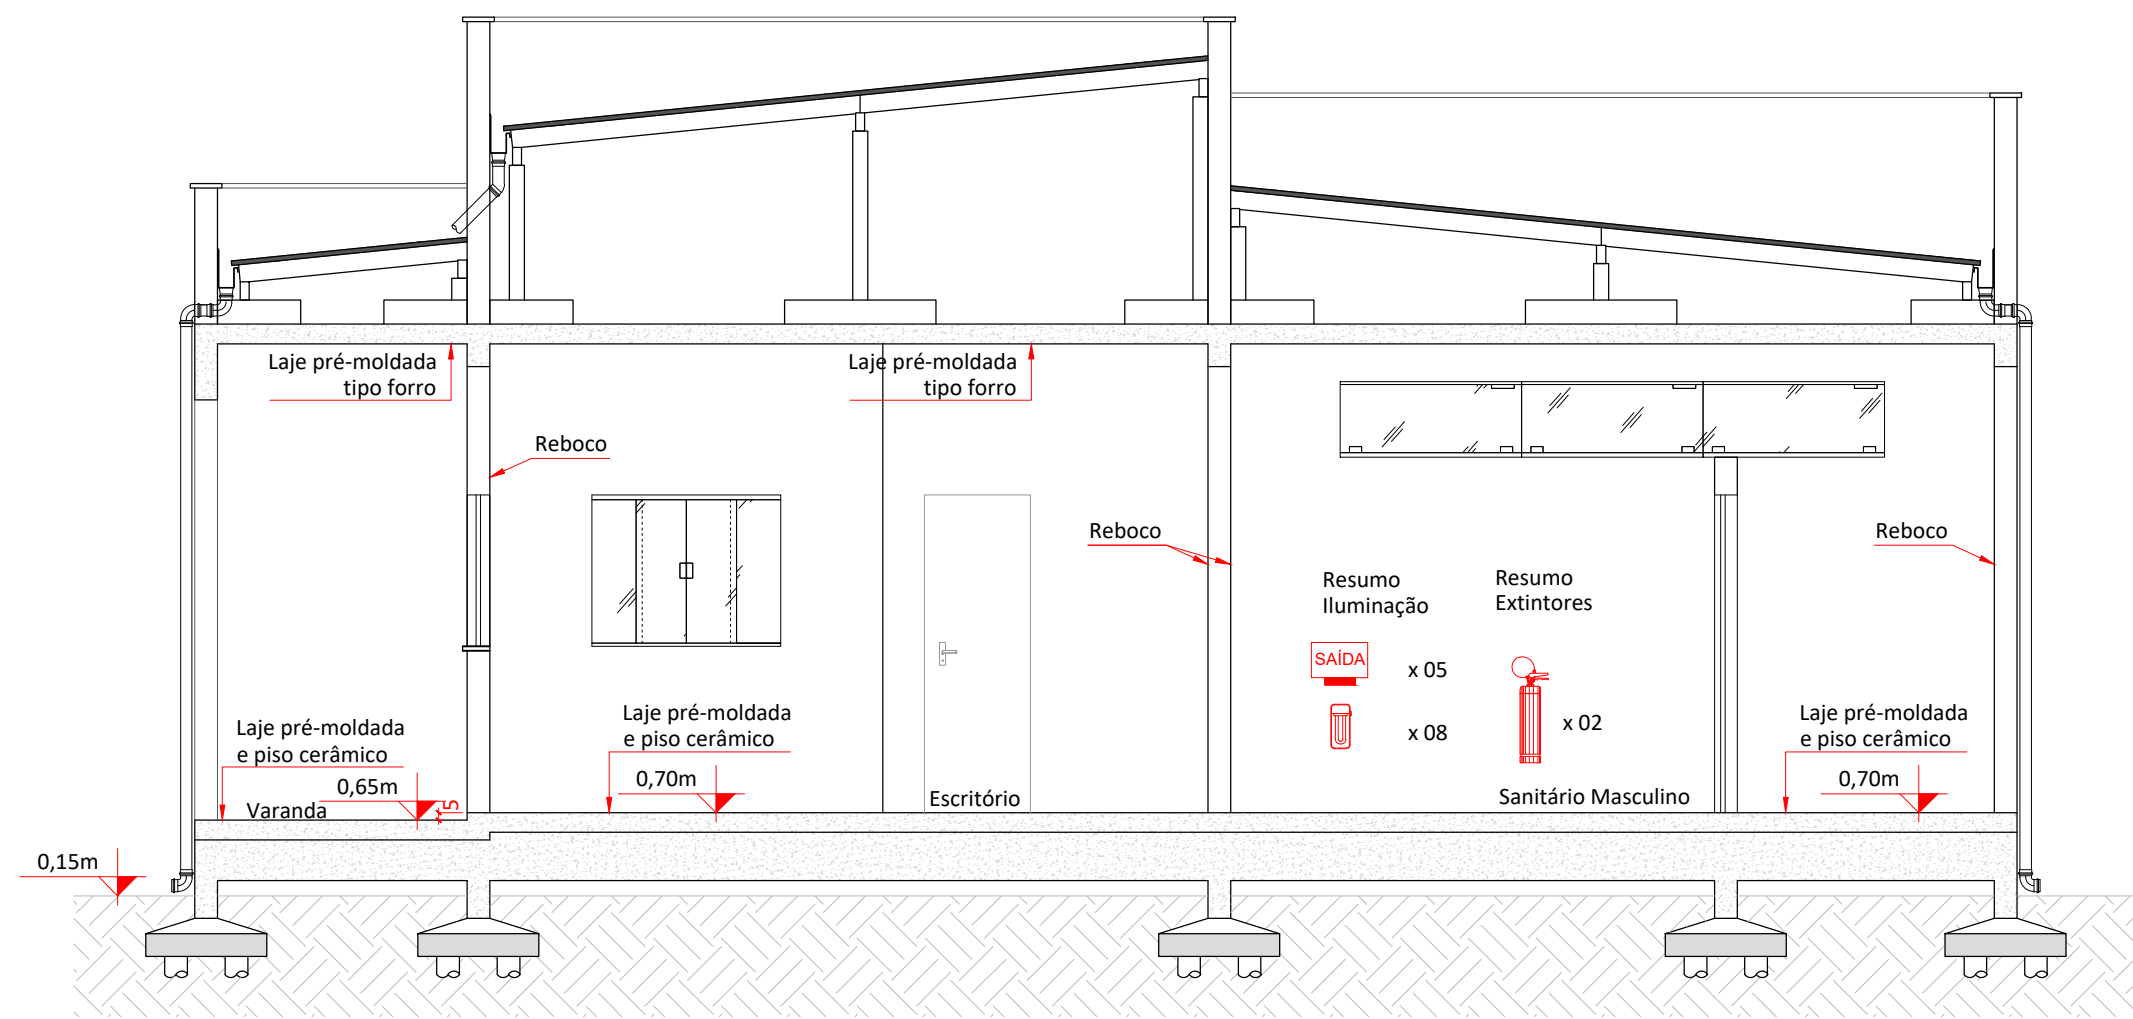 Laje pré-moldada
tipo forro
Laje pré-moldada
tipo forro
Reboco
Reboco
Reboco
Resumo
Iluminação
Resumo
Extintores
SAÍDA
x 05
x 08
x 02
Laje pré-moldada
e piso cerâmico
0,65m
5
Varanda
Laje pré-moldada
e piso cerâmico
0,70m
Escritório
Sanitário Masculino
Laje pré-moldada
e piso cerâmico
0,70m
0,15m